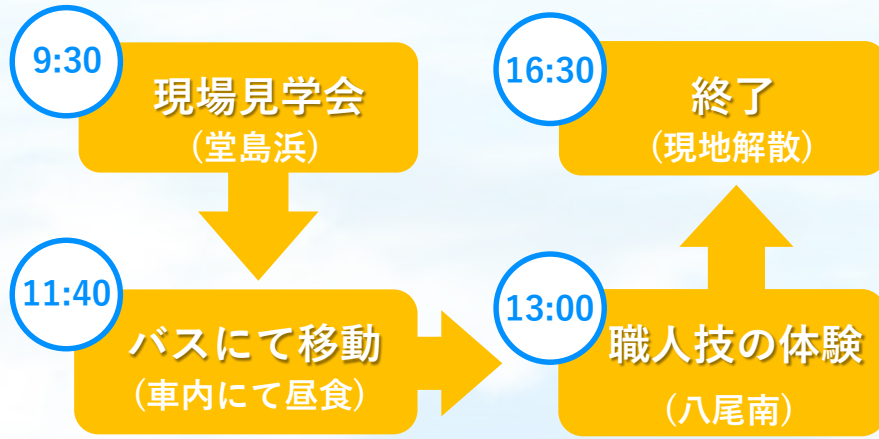 9:30
現場見学会
(堂島浜)
11:40
バスにて移動
(車内にて昼食)
13:00
職人技の体験
(八尾南)
16:30
終了
(現地解散)